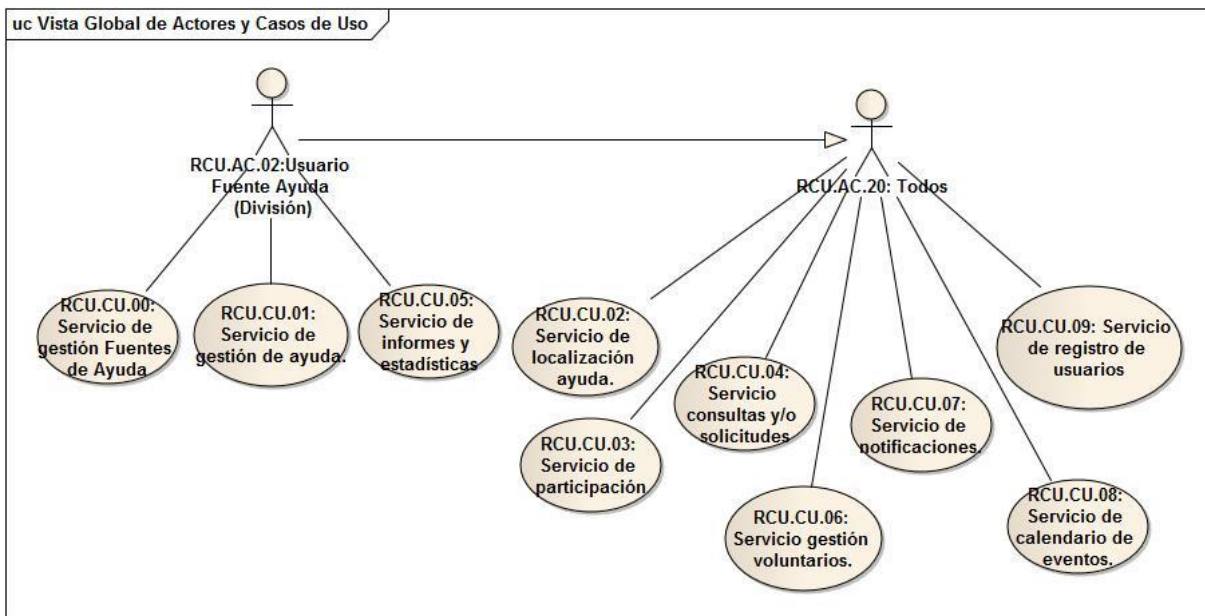 uc Vista Global de Actores y Casos de Uso
RCU.AC.02:Usuario
Fuente Ayuda
(División)
RCU.AC.20: Todos
RCU.CU.00:
Servicio de
gestión Fuentes
de Ayuda
RCU.CU.01:
Servicio de
gestión de ayuda.
RCU.CU.05:
Servicio de
informes y
estadísticas
RCU.CU.02:
Servicio de
localización
ayuda.
RCU.CU.03:
Servicio de
participación
RCU.CU.04:
Servicio
consultas y/o
solicitudes
RCU.CU.06:
Servicio gestión
voluntarios.
RCU.CU.07:
Servicio de
notificaciones.
RCU.CU.08:
Servicio de
calendario de
eventos.
RCU.CU.09: Servicio
de registro de
usuarios